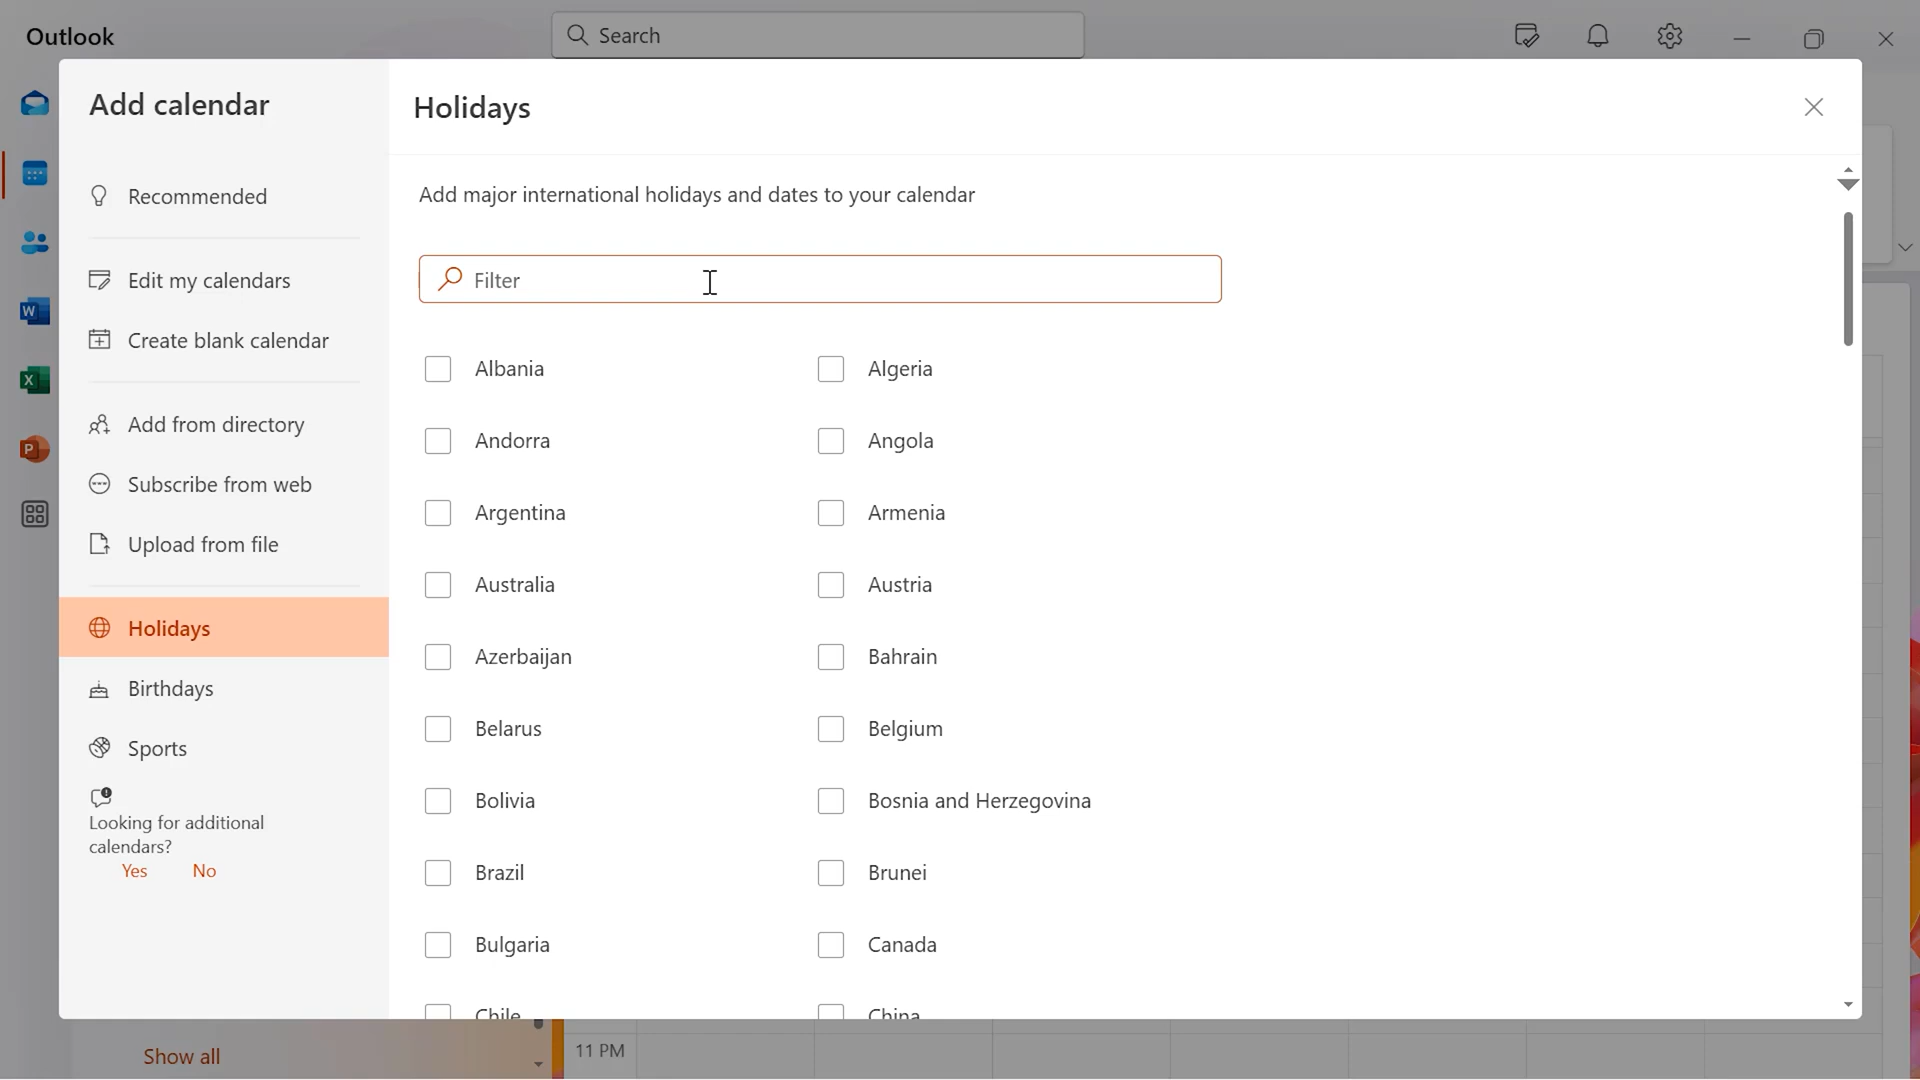 Outlook
Search
Add calendar
Recommended
Edit my calendars
Create blank calendar
Add from directory
Subscribe from web
Upload from file
Holidays
Birthdays
Sports
Looking for additional
calendars?
Yes No
Holidays
Add major international holidays and dates to your calendar
Filter
Albania Algeria
Andorra Angola
Argentina Armenia
Australia Austria
Azerbaijan Bahrain
Belarus Belgium
Bolivia Bosnia and Herzegovina
Brazil Brunei
Bulgaria Canada
Chile China
Show all
11 PM